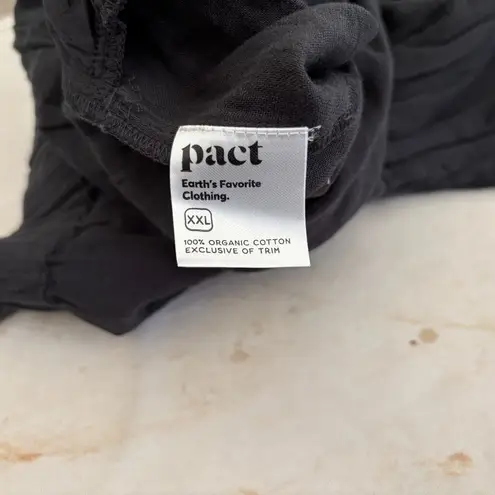 pact
Earth's Favorite
Clothing.
XXL
100% ORGANIC COTTON
EXCLUSIVE OF TRIM